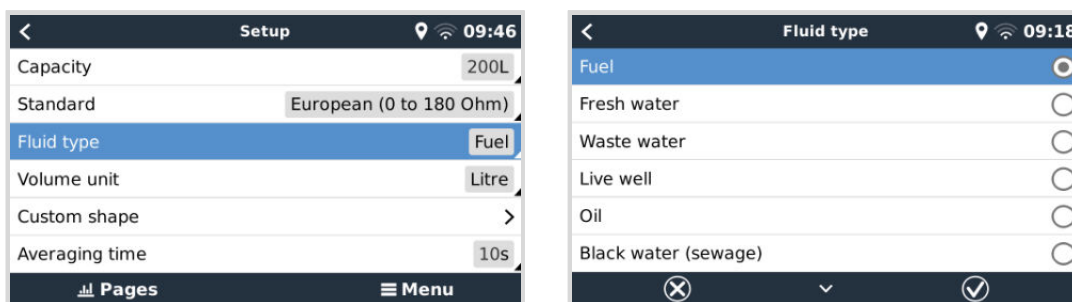 Setup 09:46
Capacity 200L
Standard European (0 to 180 Ohm)
Fluid type Fuel
Volume unit Litre
Custom shape
Averaging time 10s
Pages Menu
Fluid type 09:18
Fuel
Fresh water
Waste water
Live well
Oil
Black water (sewage)